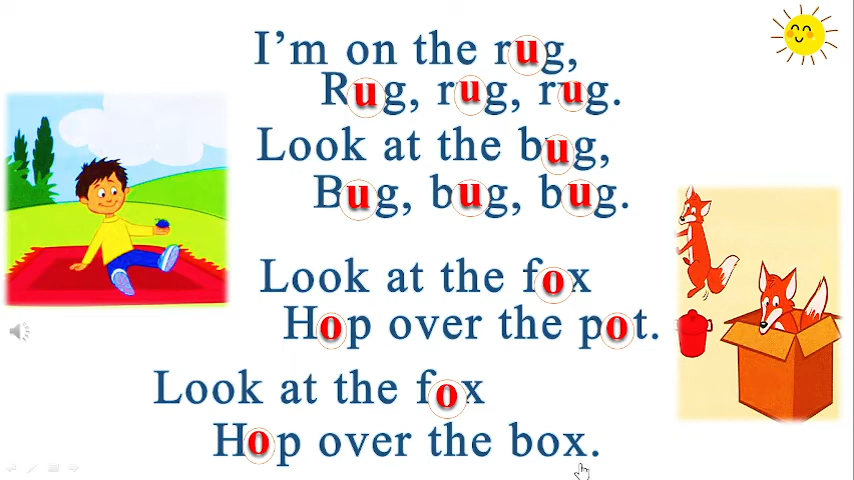 I'm on the rug,
Rug, rug, rug.
Look at the bug,
Bug, bug, bug.
Look at the fox
Hop over the pot.
Look at the fox
Hop over the box.